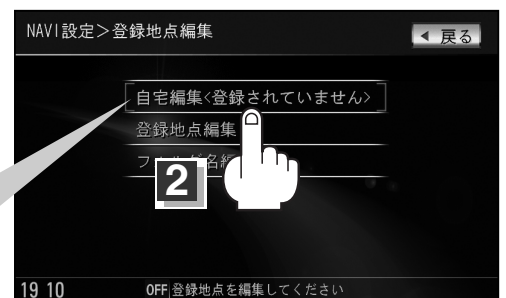 NAVI設定＞登録地点編集
◀ 戻る
自宅編集<登録されていません>
登録地点編集
2
19 10
OFF 登録地点を編集してください